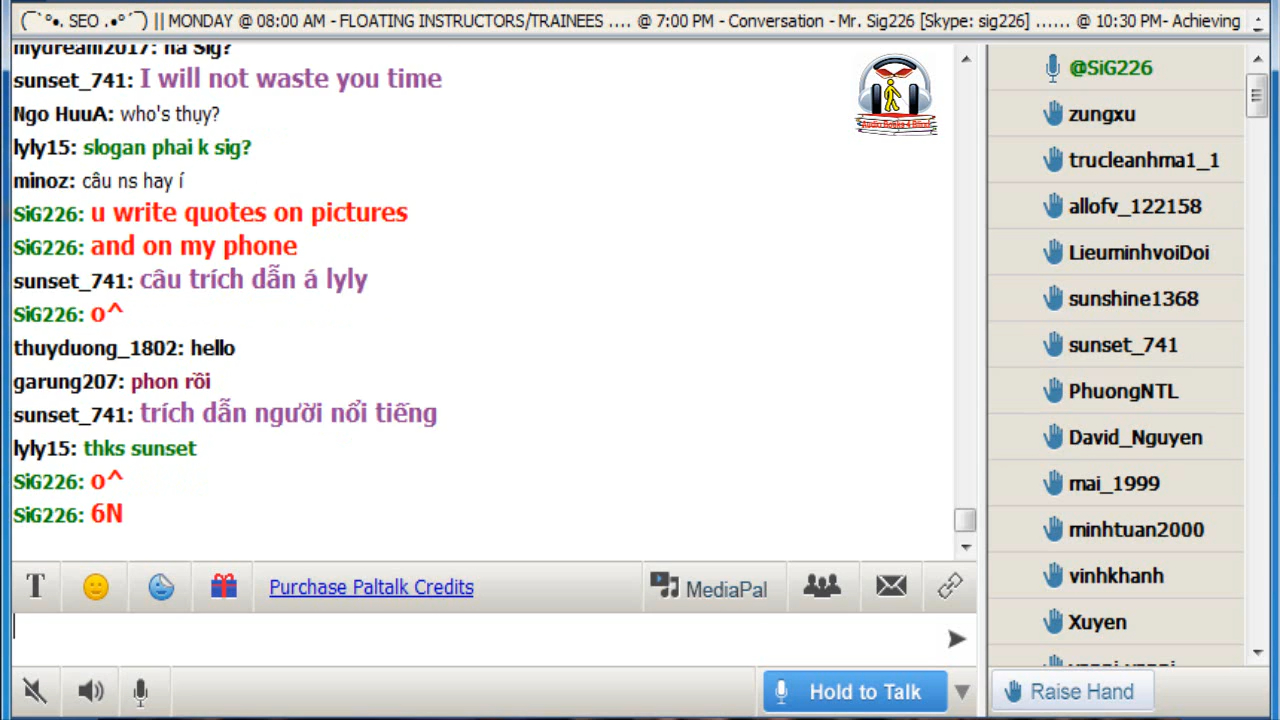 (¯`°•. SEO .•°´¯) || MONDAY @ 08:00 AM - FLOATING INSTRUCTORS/TRAINEES .... @ 7:00 PM - Conversation - Mr. Sig226 [Skype: sig226] ...... @ 10:30 PM- Achieving
mydream2017: ha Sig?
sunset_741: I will not waste you time
Ngo HuuA: who's thụy?
lyly15: slogan phai k sig?
minoz: câu ns hay í
SiG226: u write quotes on pictures
SiG226: and on my phone
sunset_741: câu trích dẫn á lyly
SiG226: o^
thuyduong_1802: hello
garung207: phon rồi
sunset_741: trích dẫn người nổi tiếng
lyly15: thks sunset
SiG226: o^
SiG226: 6N
T
Purchase Paltalk Credits
MediaPal
Hold to Talk
@SiG226
zungxu
trucleanhma1_1
allofv_122158
LieuminhvoiDoi
sunshine1368
sunset_741
PhuongNTL
David_Nguyen
mai_1999
minhtuan2000
vinhkhanh
Xuyen
Raise Hand